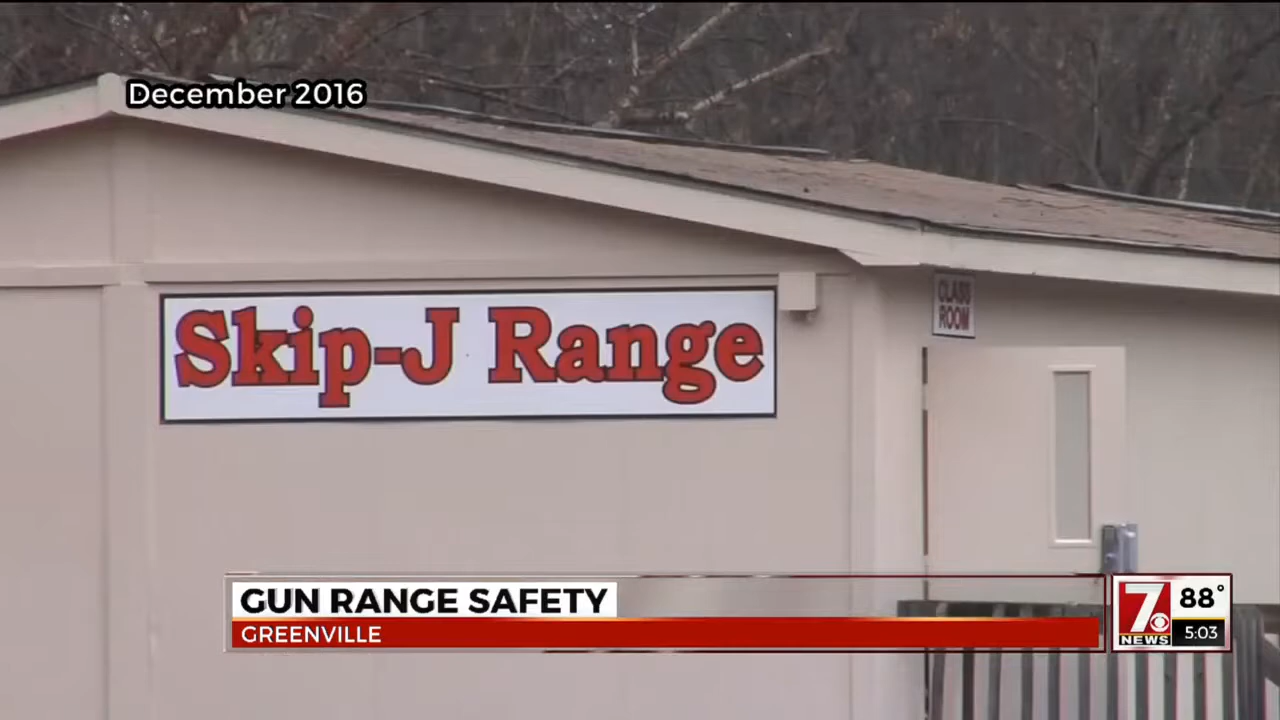 December 2016
Skip-J Range
CLASS
ROOM
GUN RANGE SAFETY
GREENVILLE
7
NEWS
88°
5:03